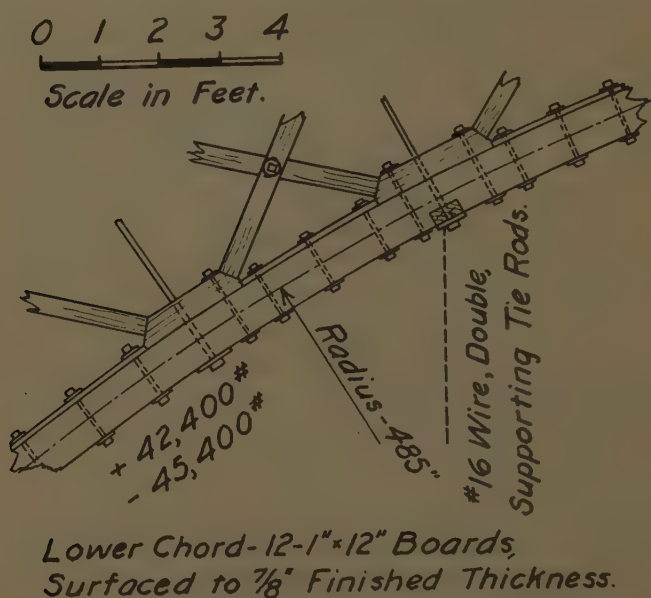 0 1 2 3 4
Scale in Feet.
+ 42,400#
- 45,400#
Radius - 485"
#16 Wire, Double,
Supporting Tie Rods.
Lower Chord - 12 - 1" × 12" Boards,
Surfaced to 7/8" Finished Thickness.